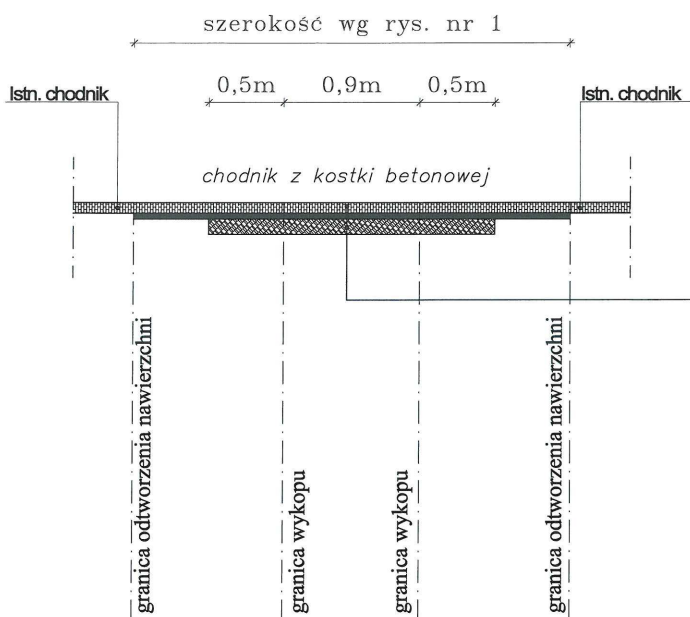 szerokość wg rys. nr 1
0,5m 0,9m 0,5m
Istn. chodnik Istn. chodnik
chodnik z kostki betonowej
granica odtworzenia nawierzchni
granica wykopu
granica wykopu
granica odtworzenia nawierzchni